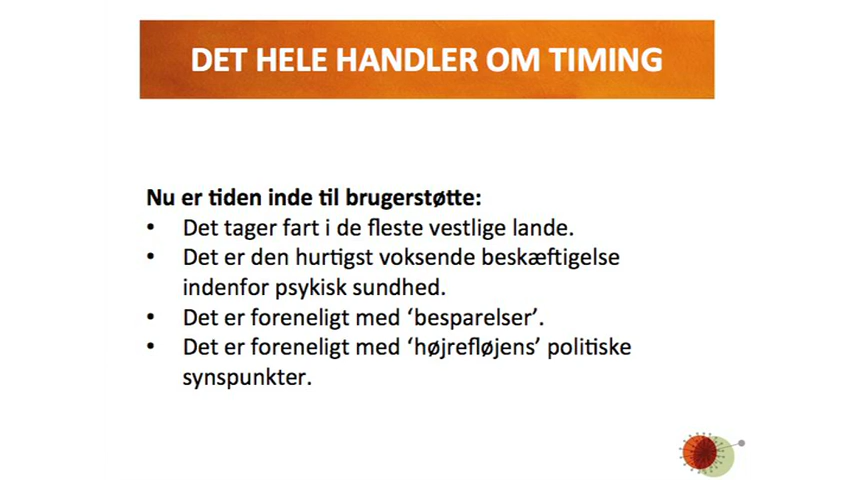 DET HELE HANDLER OM TIMING
Nu er tiden inde til brugerstøtte:
• Det tager fart i de fleste vestlige lande.
• Det er den hurtigst voksende beskæftigelse
indenfor psykisk sundhed.
• Det er foreneligt med ‘besparelser’.
• Det er foreneligt med ‘højrefløjens’ politiske
synspunkter.